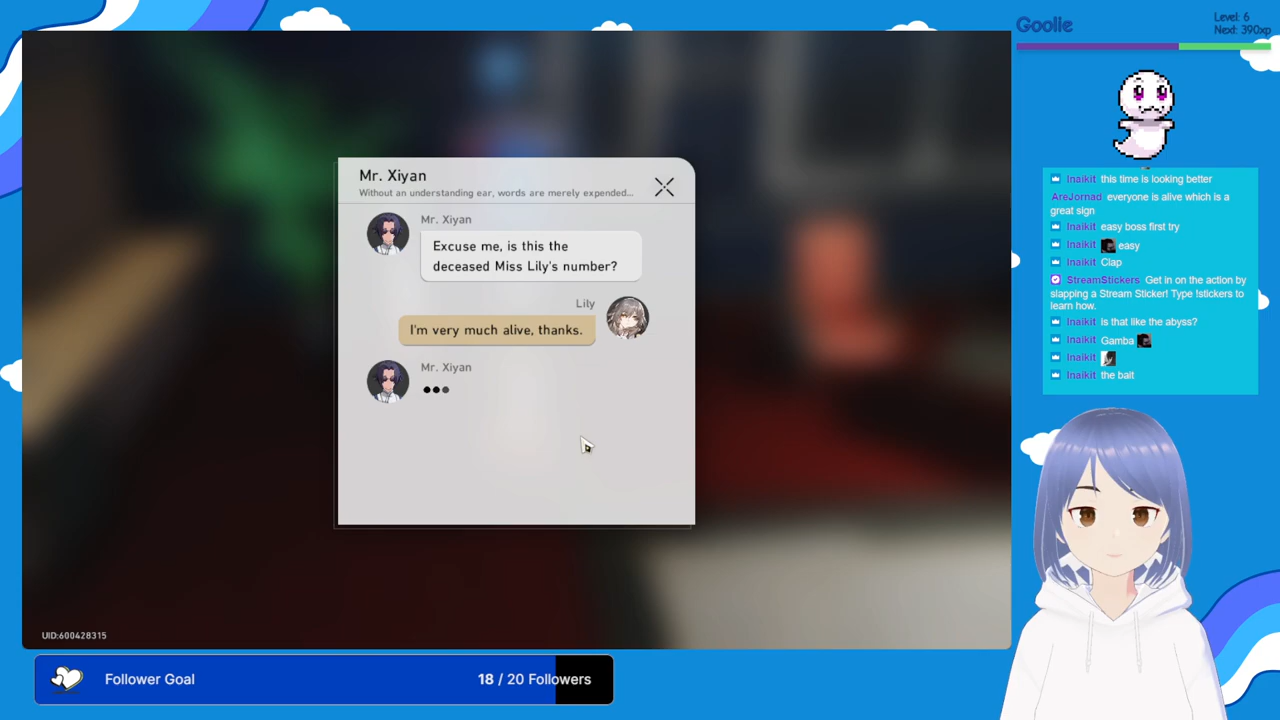 Goolie
Level: 6
Next: 390xp
Mr. Xiyan
Without an understanding ear, words are merely expended...
Mr. Xiyan
Excuse me, is this the
deceased Miss Lily's number?
Lily
I'm very much alive, thanks.
Mr. Xiyan
Inaikit this time is looking better
AreJornad everyone is alive which is a
great sign
Inaikit easy boss first try
Inaikit easy
Inaikit Clap
StreamStickers Get in on the action by
slapping a Stream Sticker! Type !stickers to
learn how.
Inaikit Is that like the abyss?
Inaikit Gamba
Inaikit
Inaikit the bait
UID:600428315
Follower Goal
18 / 20 Followers